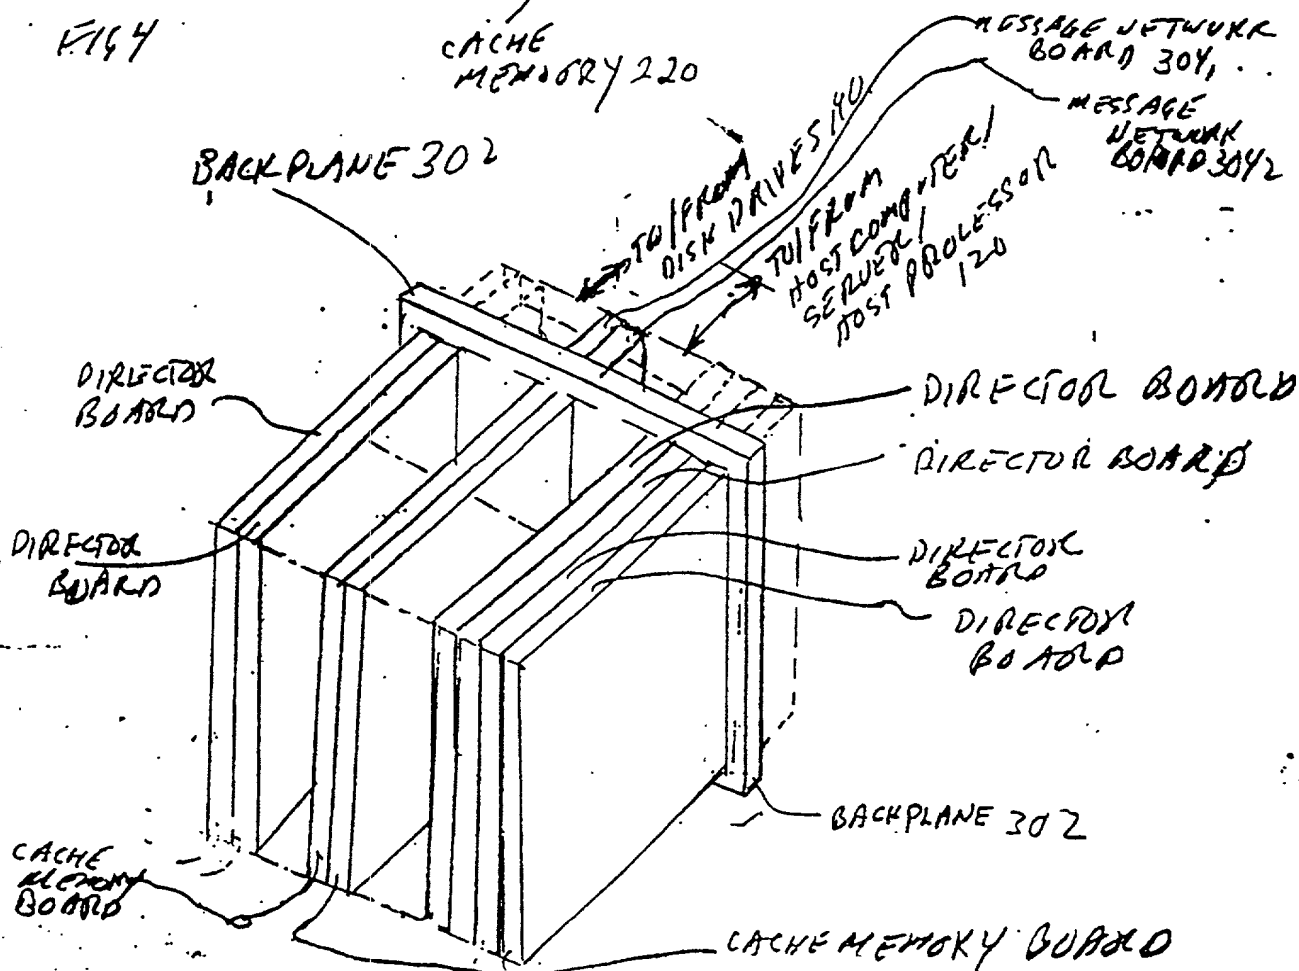 FIG 4
CACHE
MEMORY 220
MESSAGE NETWORK
BOARD 304,
MESSAGE
NETWORK
BOARD 3042
BACKPLANE 302
TO/FROM
DISK DRIVES 140
TO/FROM
HOST COMPUTER/
SERVER/
HOST PROCESSOR
120
DIRECTOR
BOARD
DIRECTOR BOARD
DIRECTOR BOARD
DIRECTOR
BOARD
DIRECTOR
BOARD
DIRECTOR
BOARD
BACKPLANE 302
CACHE
MEMORY
BOARD
CACHE MEMORY BOARD